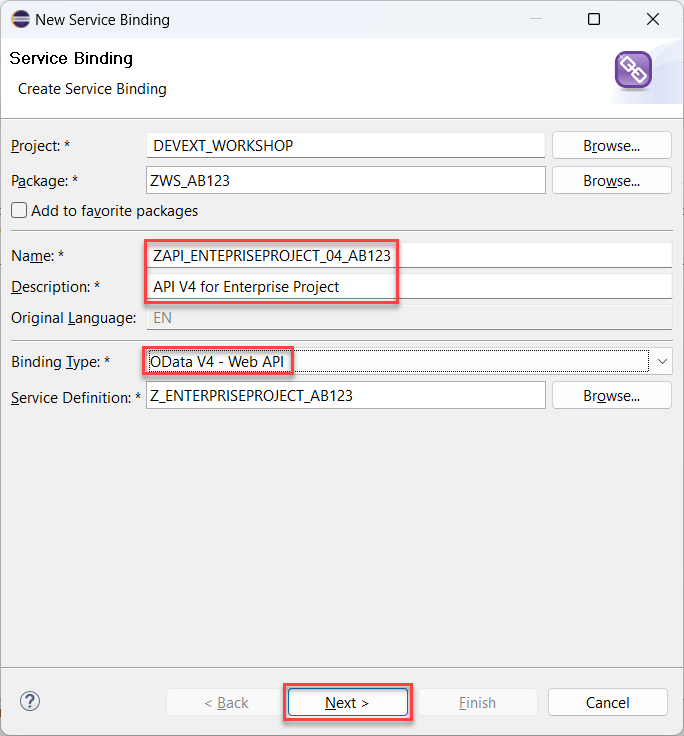 New Service Binding
Service Binding
Create Service Binding
Project: * DEVEXT_WORKSHOP Browse...
Package: * ZWS_AB123 Browse...
Add to favorite packages
Name: * ZAPI_ENTEPRISEPROJECT_04_AB123
Description: * API V4 for Enterprise Project
Original Language: EN
Binding Type: * OData V4 - Web API
Service Definition: * Z_ENTERPRISEPROJECT_AB123 Browse...
? < Back Next > Finish Cancel